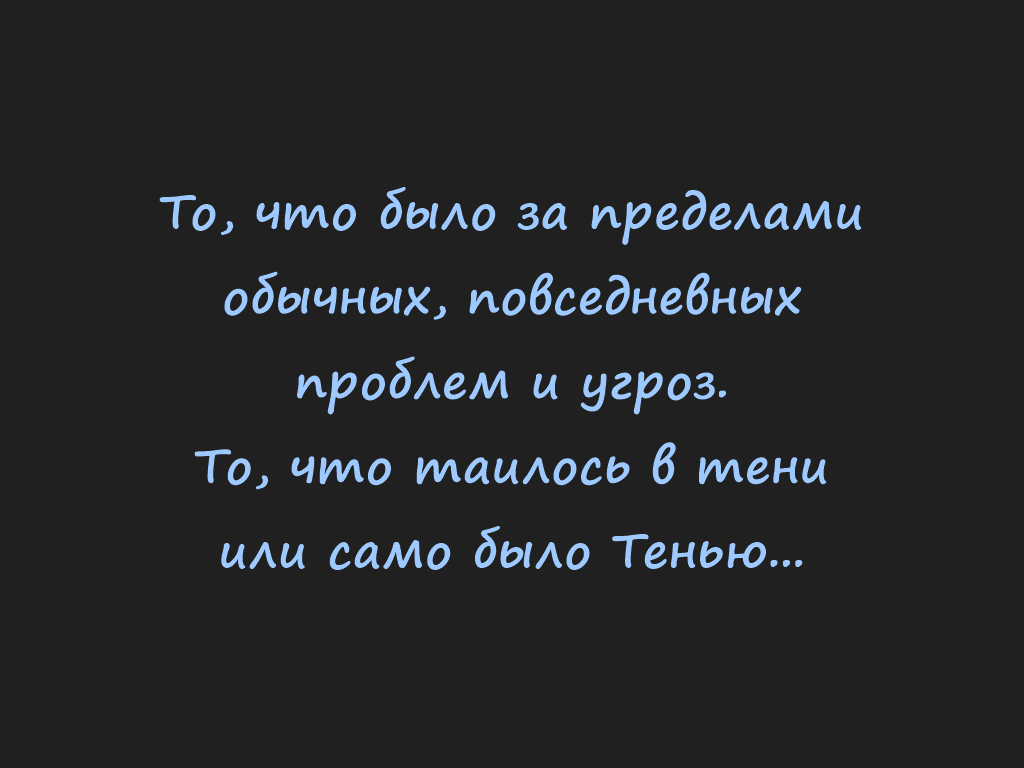 То, что было за пределами
обычных, повседневных
проблем и угроз.
То, что таилось в тени
или само было Тенью...